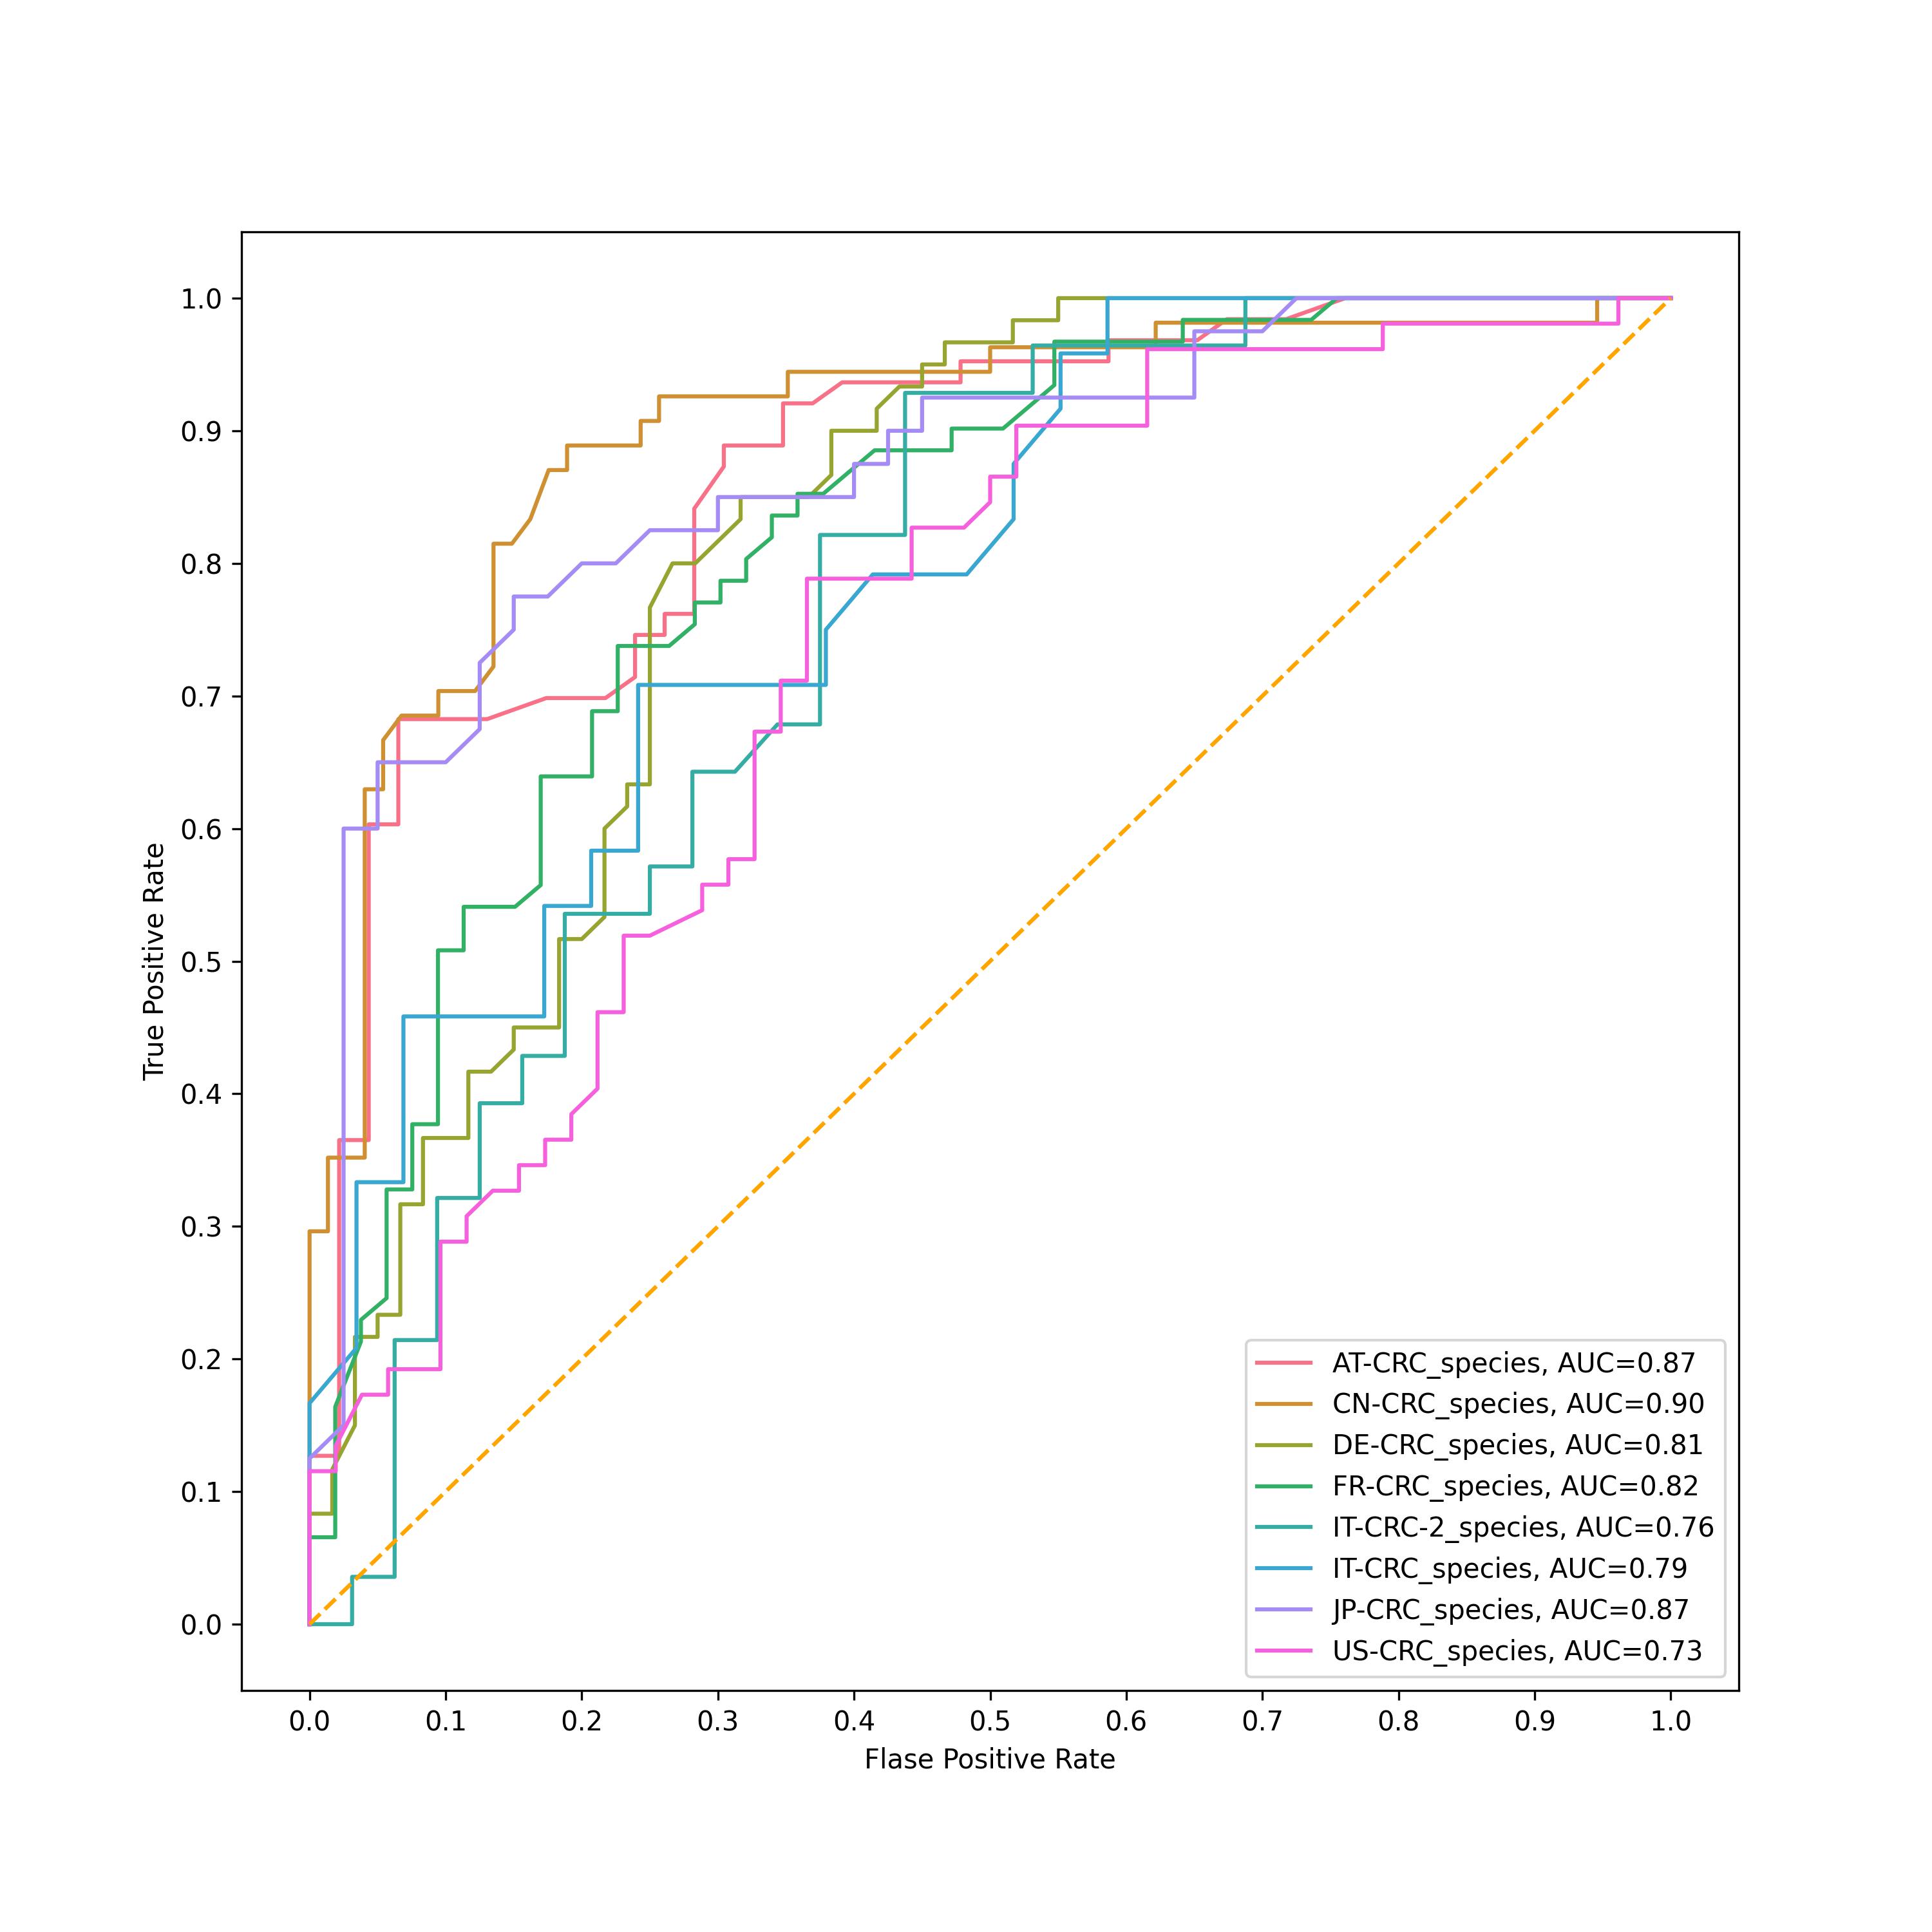 1.0
0.9
0.8
0.7
0.6
0.5
0.4
0.3
0.2
0.1
0.0
True Positive Rate
0.0 0.1 0.2 0.3 0.4 0.5 0.6 0.7 0.8 0.9 1.0
Flase Positive Rate
AT-CRC_species, AUC=0.87
CN-CRC_species, AUC=0.90
DE-CRC_species, AUC=0.81
FR-CRC_species, AUC=0.82
IT-CRC-2_species, AUC=0.76
IT-CRC_species, AUC=0.79
JP-CRC_species, AUC=0.87
US-CRC_species, AUC=0.73